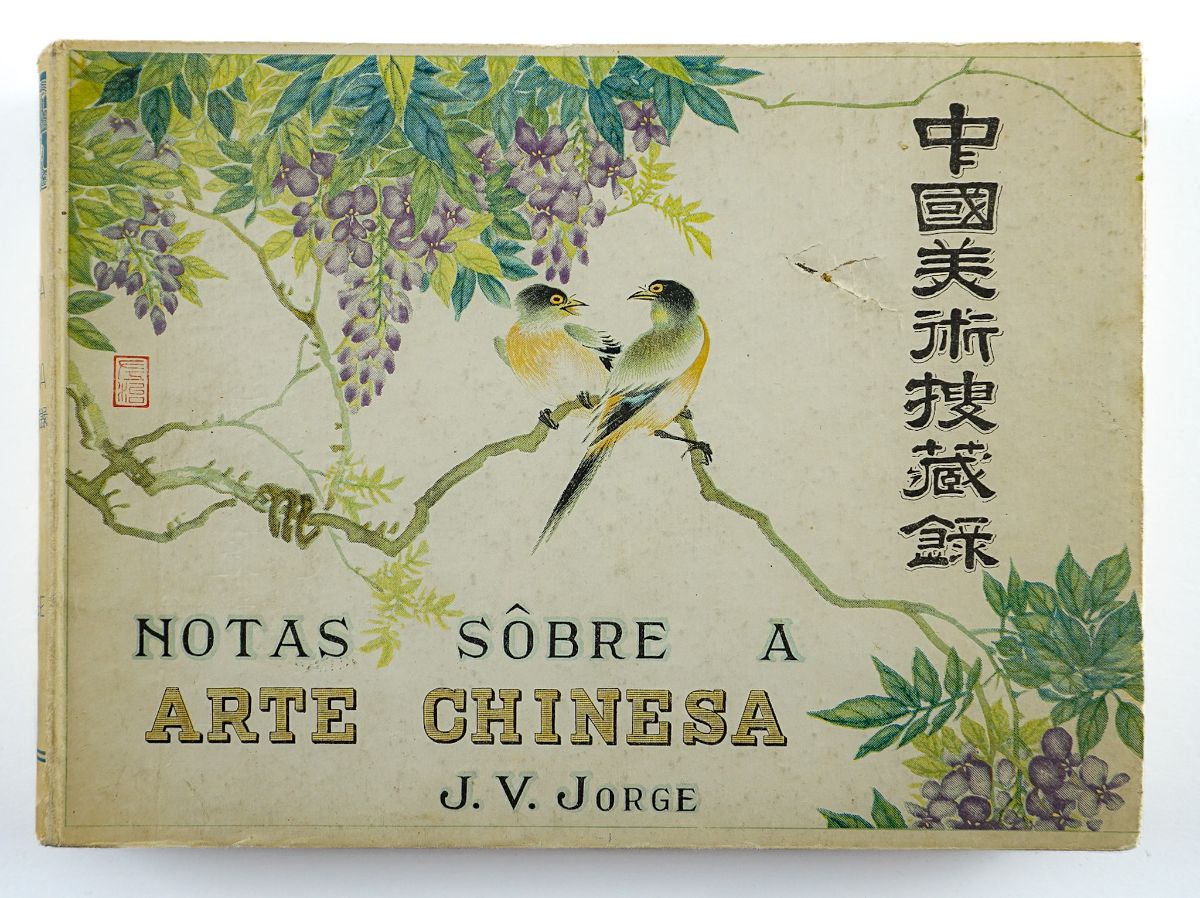 中國美術搜藏錄
NOTAS SÔBRE A
ARTE CHINESA
J. V. JORGE